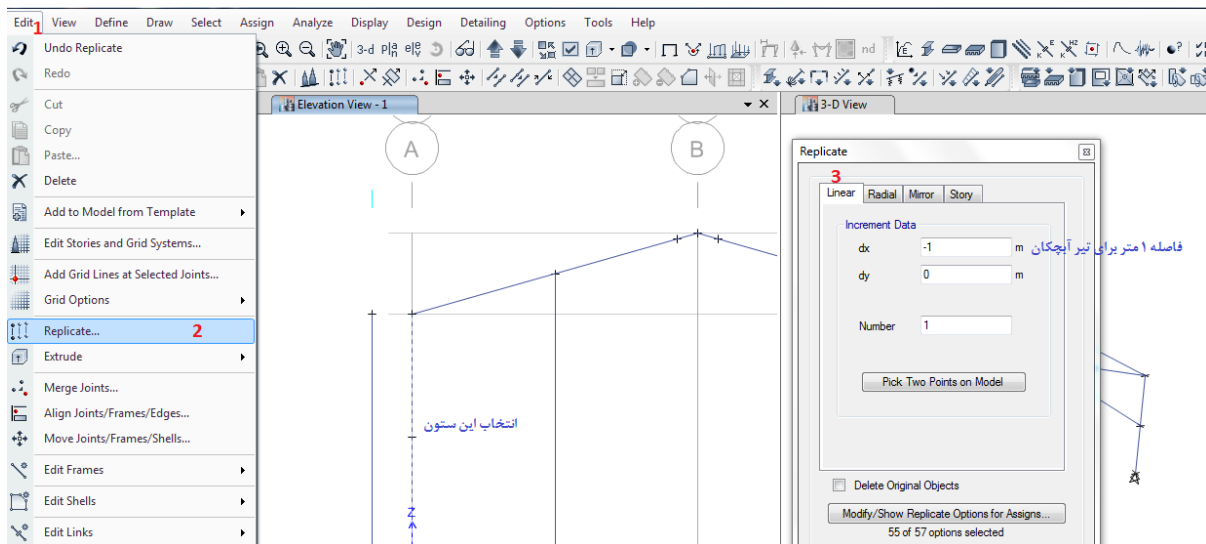 Edit View Define Draw Select Assign Analyze Display Design Detailing Options Tools Help
1
Undo Replicate
Redo
Cut
Copy
Paste...
Delete
Add to Model from Template
Edit Stories and Grid Systems...
Add Grid Lines at Selected Joints...
Grid Options
Replicate... 2
Extrude
Merge Joints...
Align Joints/Frames/Edges...
Move Joints/Frames/Shells...
Edit Frames
Edit Shells
Edit Links
3-d
nd
Elevation View - 1
A
B
انتخاب این ستون
Z
3-D View
Replicate
3
Linear Radial Mirror Story
Increment Data
dx -1 m فاصله ۱ متر برای تیر آبچکان
dy 0 m
Number 1
Pick Two Points on Model
Delete Original Objects
Modify/Show Replicate Options for Assigns...
55 of 57 options selected